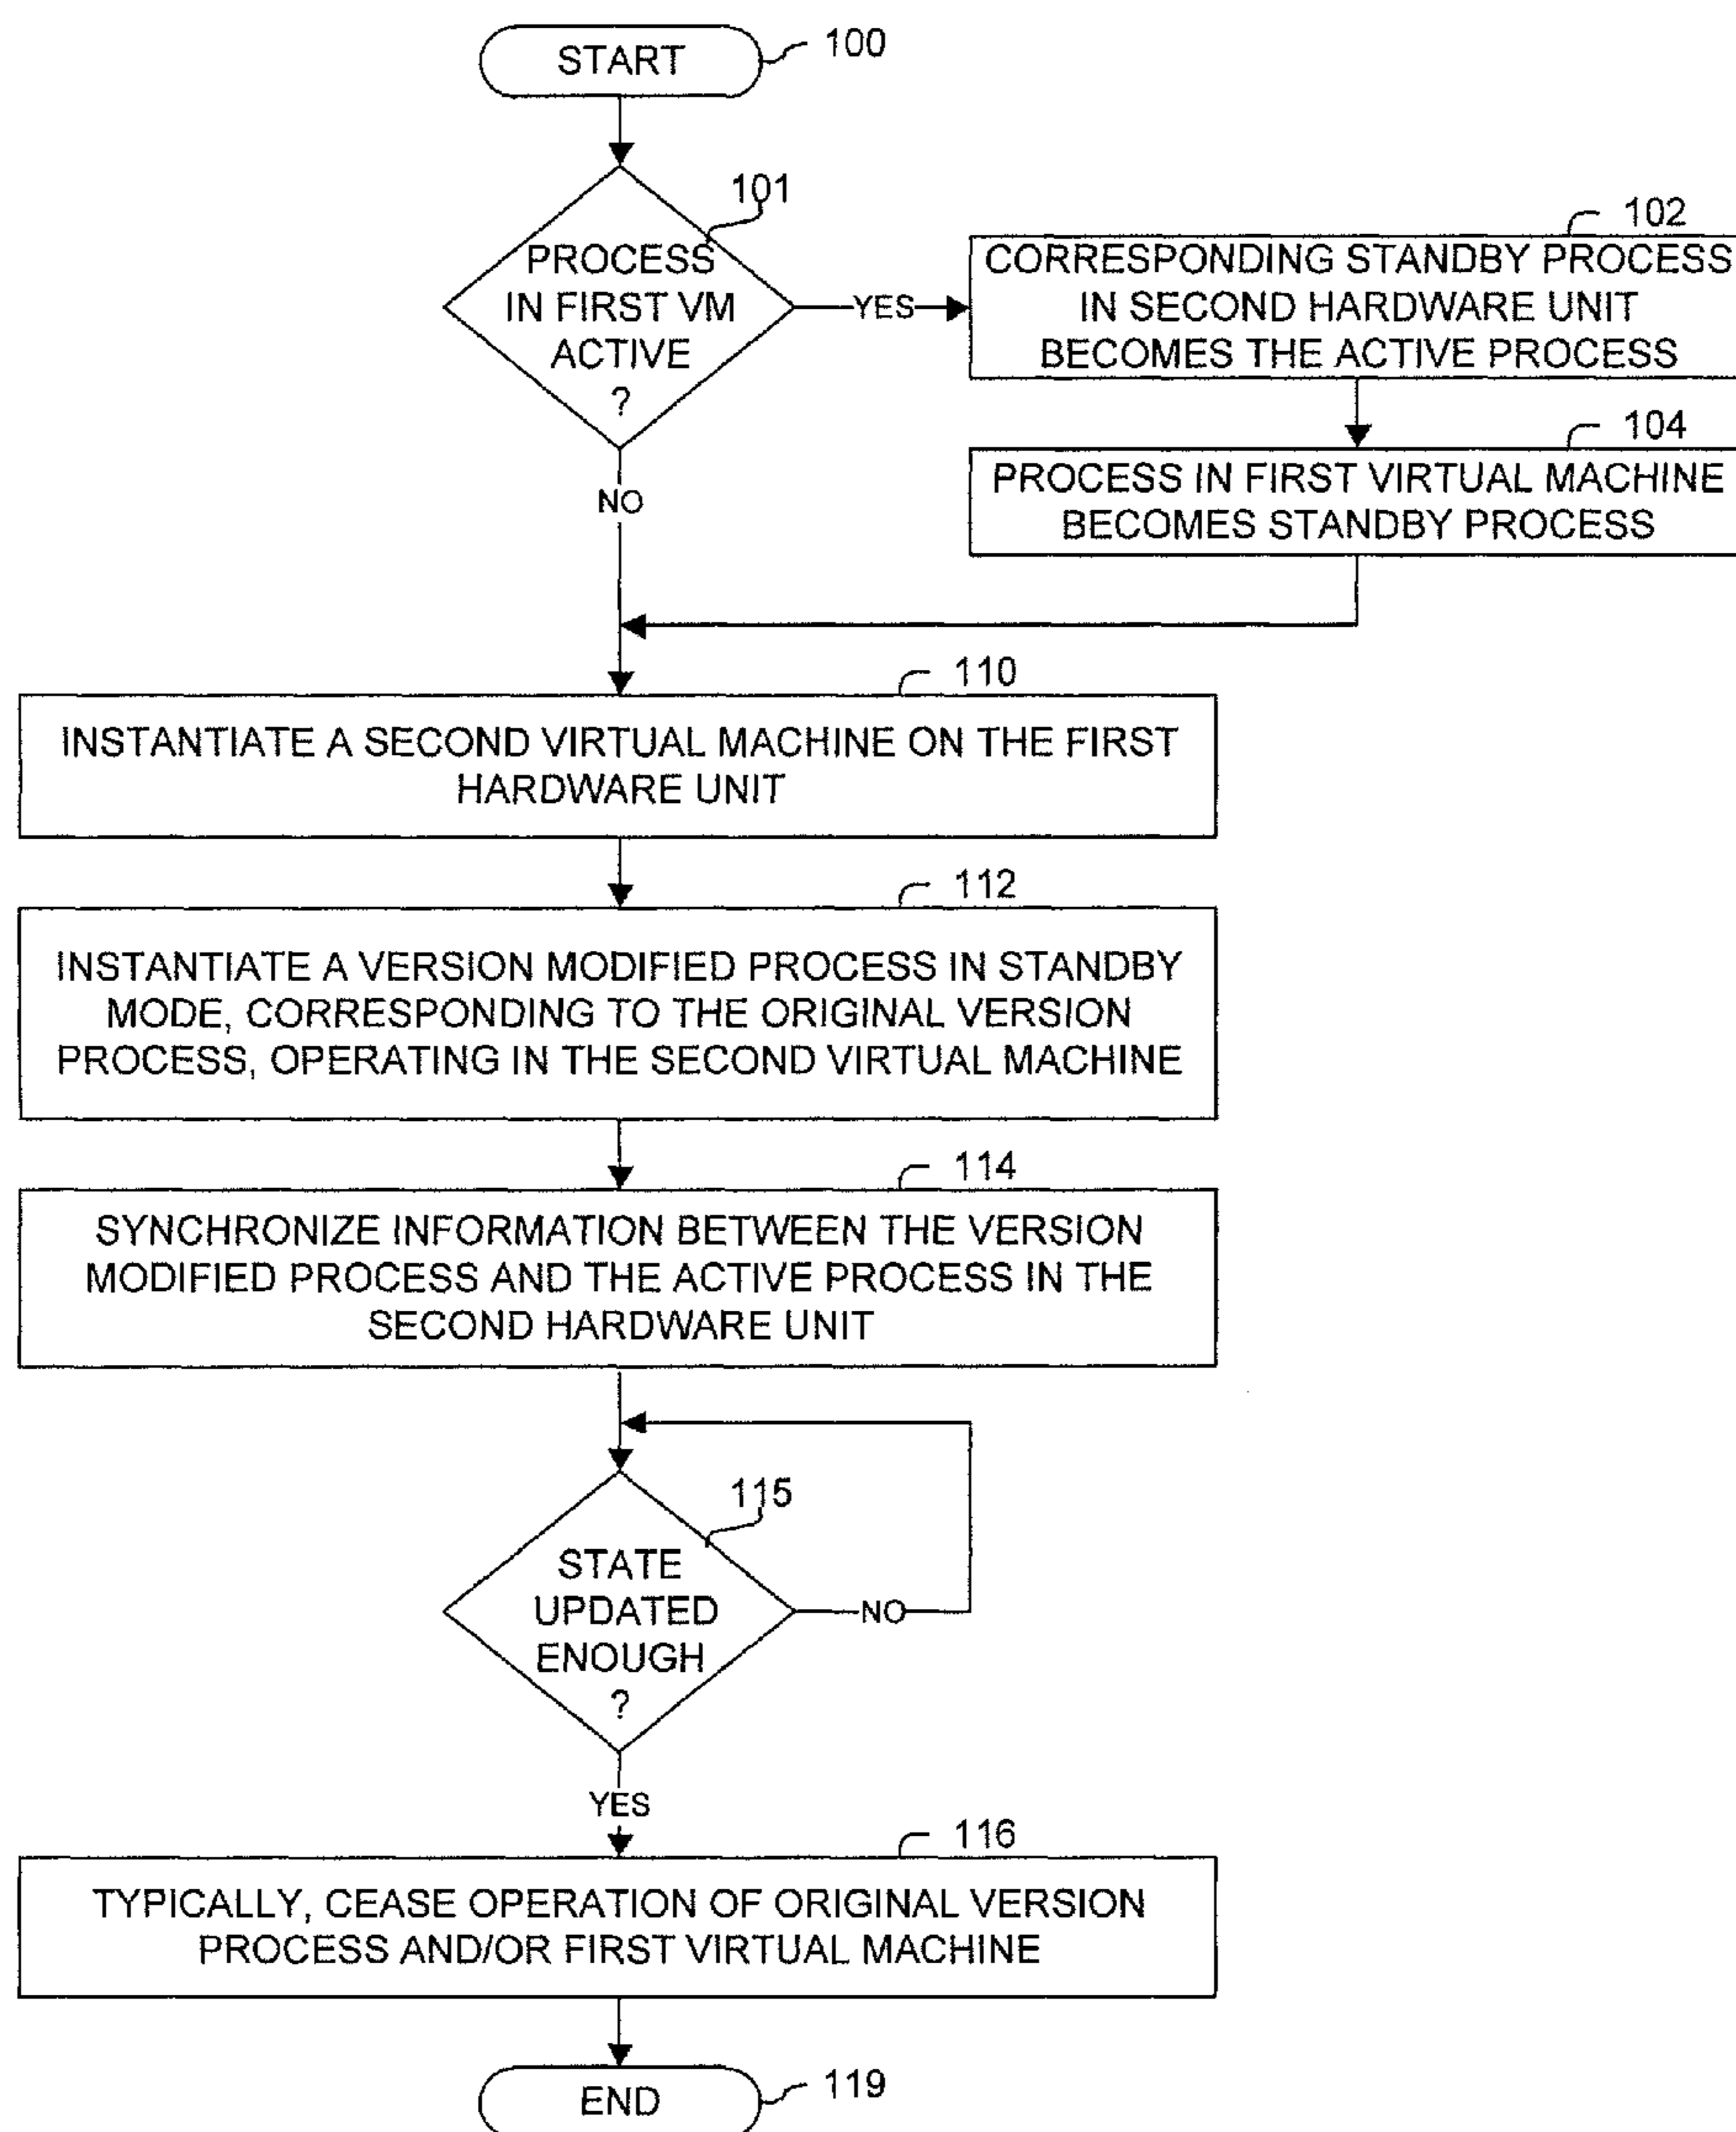 START
100
101
PROCESS
IN FIRST VM
ACTIVE
?
YES
102
CORRESPONDING STANDBY PROCESS
IN SECOND HARDWARE UNIT
BECOMES THE ACTIVE PROCESS
104
PROCESS IN FIRST VIRTUAL MACHINE
BECOMES STANDBY PROCESS
NO
110
INSTANTIATE A SECOND VIRTUAL MACHINE ON THE FIRST
HARDWARE UNIT
112
INSTANTIATE A VERSION MODIFIED PROCESS IN STANDBY
MODE, CORRESPONDING TO THE ORIGINAL VERSION
PROCESS, OPERATING IN THE SECOND VIRTUAL MACHINE
114
SYNCHRONIZE INFORMATION BETWEEN THE VERSION
MODIFIED PROCESS AND THE ACTIVE PROCESS IN THE
SECOND HARDWARE UNIT
115
STATE
UPDATED
ENOUGH
?
NO
YES
116
TYPICALLY, CEASE OPERATION OF ORIGINAL VERSION
PROCESS AND/OR FIRST VIRTUAL MACHINE
END
119